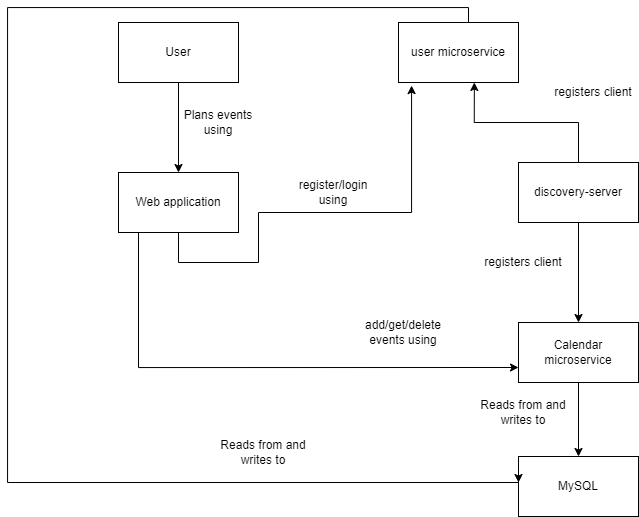 User
user microservice
registers client
Plans events
using
register/login
using
Web application
discovery-server
registers client
add/get/delete
events using
Calendar
microservice
Reads from and
writes to
Reads from and
writes to
MySQL